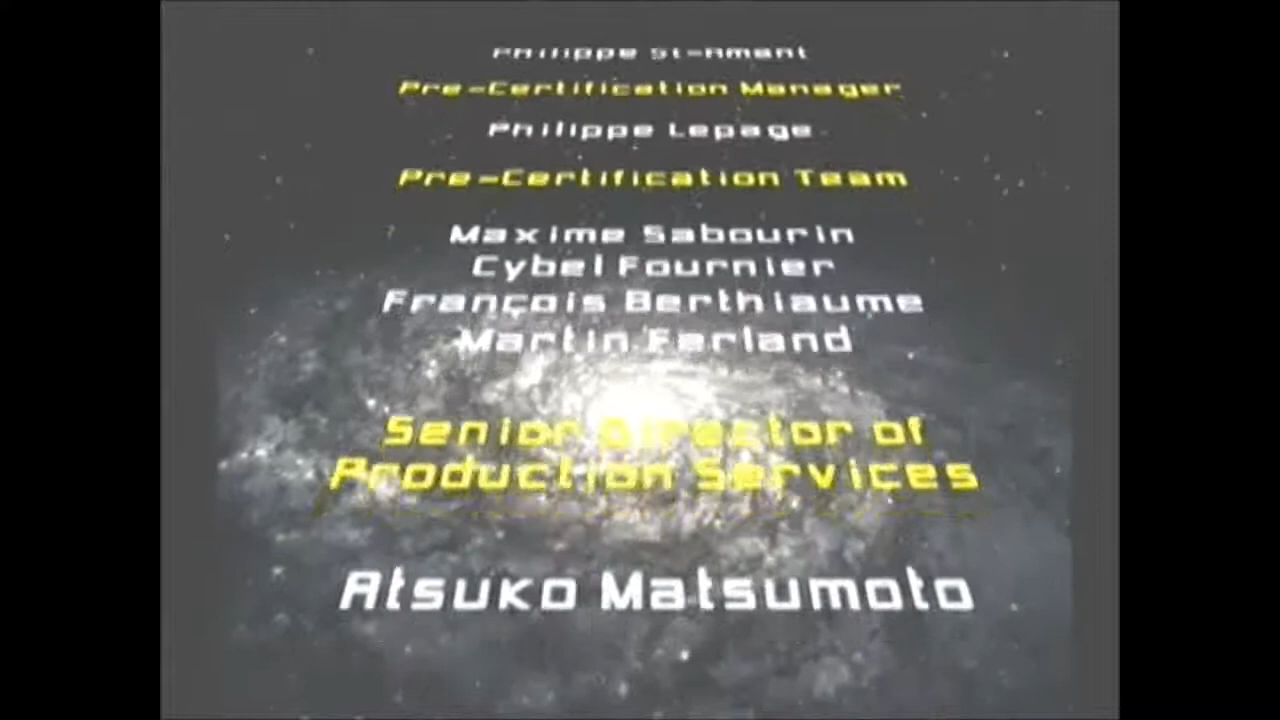 Philippe St-Amant
Pre-Certification Manager
Philippe Lepage
Pre-Certification Team
Maxime Sabourin
Cybel Fournier
François Berthiaume
Martin Ferland
Senior Director of
Production Services
Atsuko Matsumoto